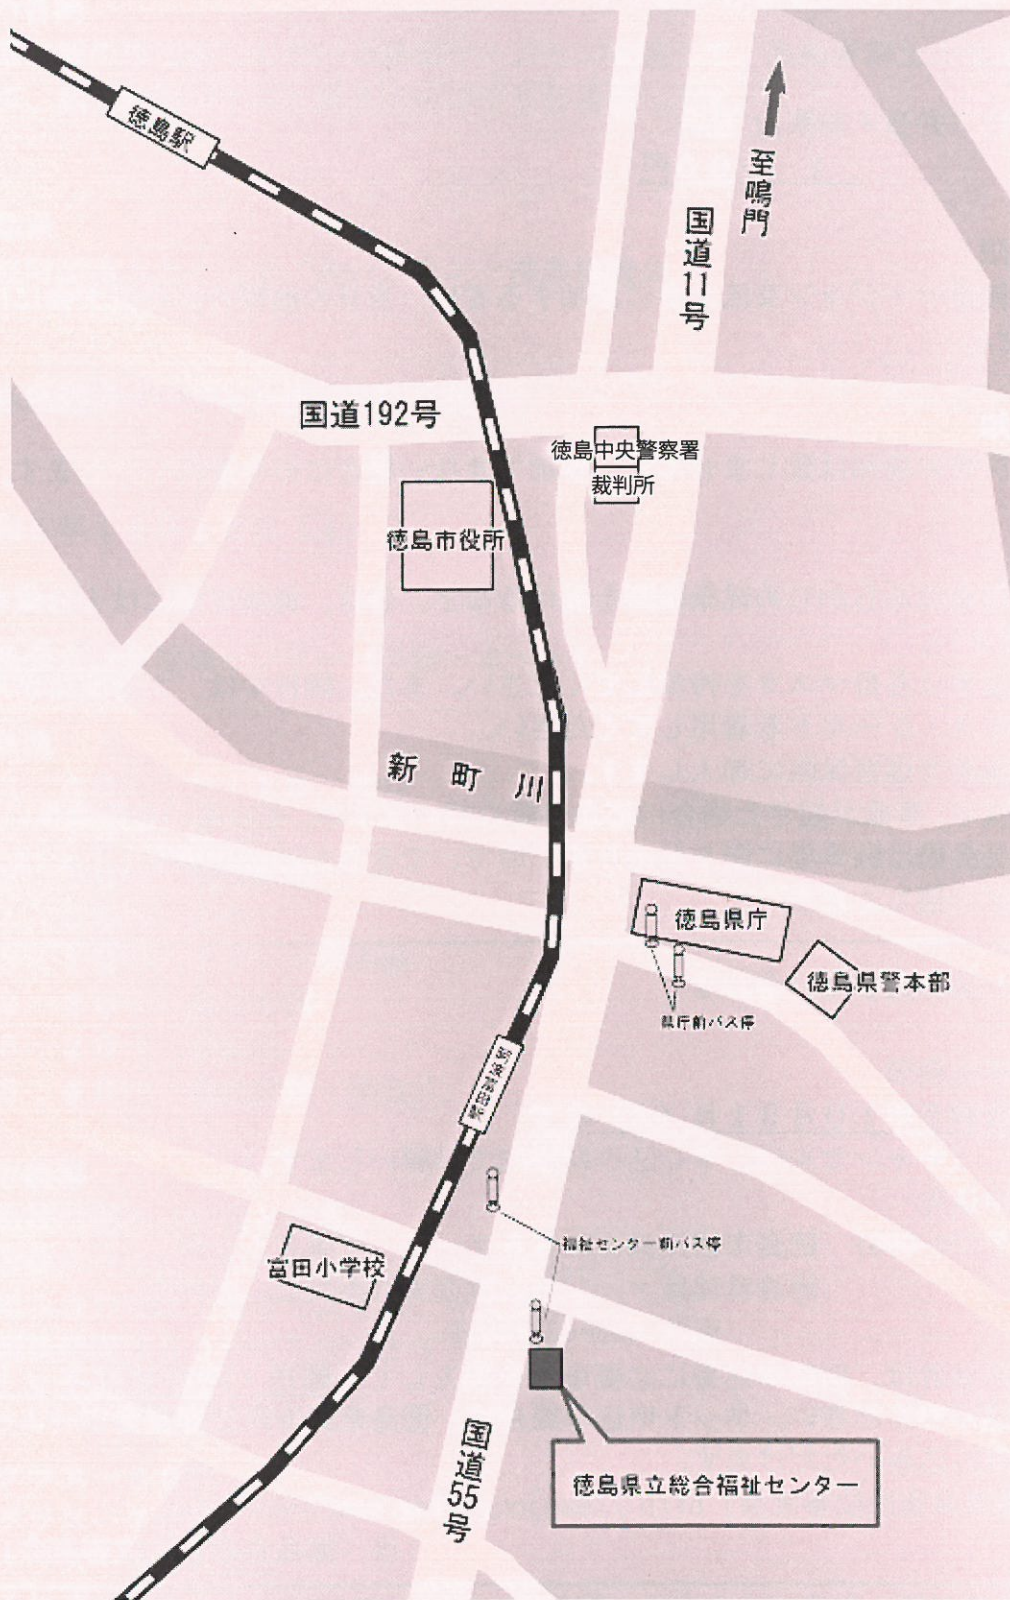 徳島駅
至鳴門
国道11号
国道192号
徳島中央警察署
裁判所
徳島市役所
新町川
徳島県庁
徳島県警本部
県庁前バス停
阿波富田駅
福祉センター前バス停
富田小学校
国道55号
徳島県立総合福祉センター